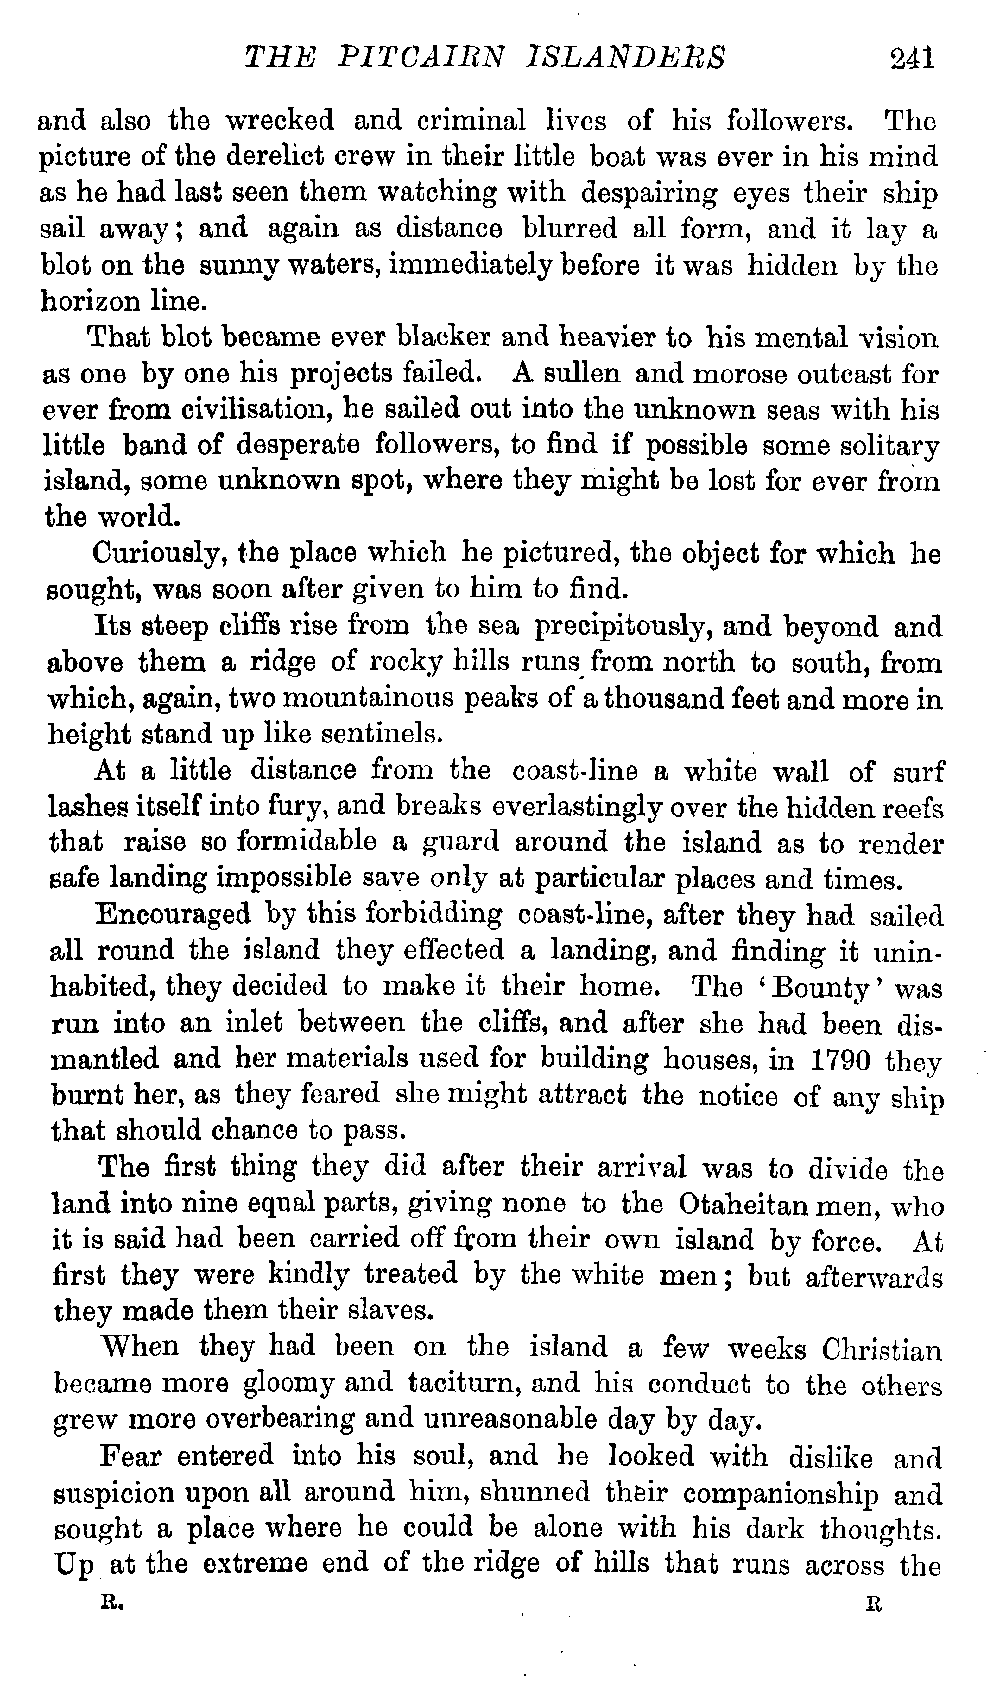 THE PITCAIRN ISLANDERS 241
and also the wrecked and criminal lives of his followers. The
picture of the derelict crew in their little boat was ever in his mind
as he had last seen them watching with despairing eyes their ship
sail away; and again as distance blurred all form, and it lay a
blot on the sunny waters, immediately before it was hidden by the
horizon line.
That blot became ever blacker and heavier to his mental vision
as one by one his projects failed. A sullen and morose outcast for
ever from civilisation, he sailed out into the unknown seas with his
little band of desperate followers, to find if possible some solitary
island, some unknown spot, where they might be lost for ever from
the world.
Curiously, the place which he pictured, the object for which he
sought, was soon after given to him to find.
Its steep cliffs rise from the sea precipitously, and beyond and
above them a ridge of rocky hills runs from north to south, from
which, again, two mountainous peaks of a thousand feet and more in
height stand up like sentinels.
At a little distance from the coast-line a white wall of surf
lashes itself into fury, and breaks everlastingly over the hidden reefs
that raise so formidable a guard around the island as to render
safe landing impossible save only at particular places and times.
Encouraged by this forbidding coast-line, after they had sailed
all round the island they effected a landing, and finding it unin-
habited, they decided to make it their home. The ‘Bounty’ was
run into an inlet between the cliffs, and after she had been dis-
mantled and her materials used for building houses, in 1790 they
burnt her, as they feared she might attract the notice of any ship
that should chance to pass.
The first thing they did after their arrival was to divide the
land into nine equal parts, giving none to the Otaheitan men, who
it is said had been carried off from their own island by force. At
first they were kindly treated by the white men; but afterwards
they made them their slaves.
When they had been on the island a few weeks Christian
became more gloomy and taciturn, and his conduct to the others
grew more overbearing and unreasonable day by day.
Fear entered into his soul, and he looked with dislike and
suspicion upon all around him, shunned their companionship and
sought a place where he could be alone with his dark thoughts.
Up at the extreme end of the ridge of hills that runs across the
R. R